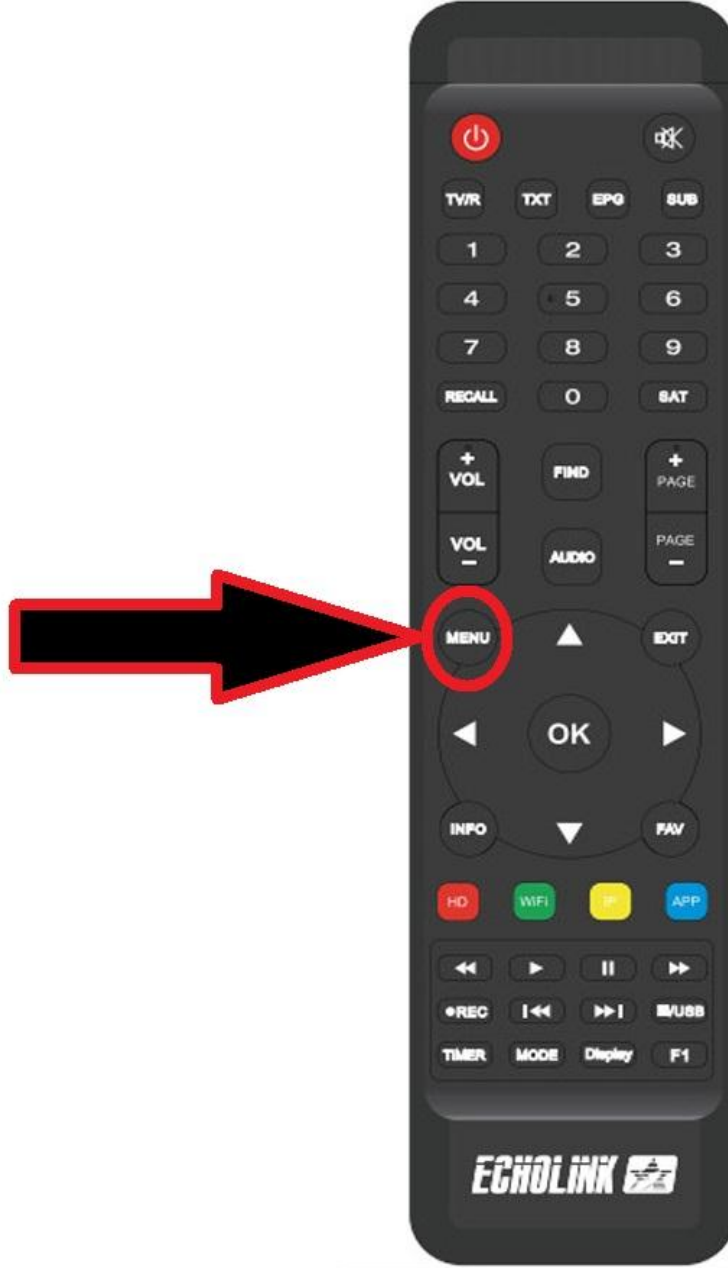 TV/R TXT EPG SUB
1 2 3
4 5 6
7 8 9
RECALL 0 SAT
+ VOL FIND + PAGE
VOL - AUDIO PAGE -
MENU EXIT
OK
INFO FAV
HD WiFi IP APP
REC /USB
TIMER MODE Display F1
ECHOLINK